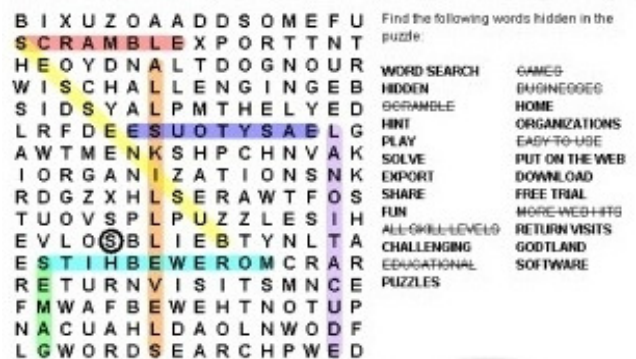 B I X U Z O A A D D S O M E F U
S C R A M B L E X P O R T T N T
H E O Y D N A L T D O G N O U R
W I S C H A L L E N G I N G E B
S I D S Y A L P M T H E L Y E D
L R F D E E S U O T Y S A E L G
A W T M E N K S H P C H N V A K
I O R G A N I Z A T I O N S N K
R D G Z X H L S E R A W T F O S
T U O V S P L P U Z Z L E S I H
E V L O S B L I E B T Y N L T A
E S T I H B E W E R O M C R A R
R E T U R N V I S I T S M N C E
F M W A F B E W E H T N O T U P
N A C U A H L D A O L N W O D F
L G W O R D S E A R C H P W E D
Find the following words hidden in the
puzzle:
WORD SEARCH
HIDDEN
SCRAMBLE
HINT
PLAY
SOLVE
EXPORT
SHARE
FUN
ALL SKILL LEVELS
CHALLENGING
EDUCATIONAL
PUZZLES
GAMES
BUSINESSES
HOME
ORGANIZATIONS
EASY TO USE
PUT ON THE WEB
DOWNLOAD
FREE TRIAL
MORE WEB HITS
RETURN VISITS
GODTLAND
SOFTWARE